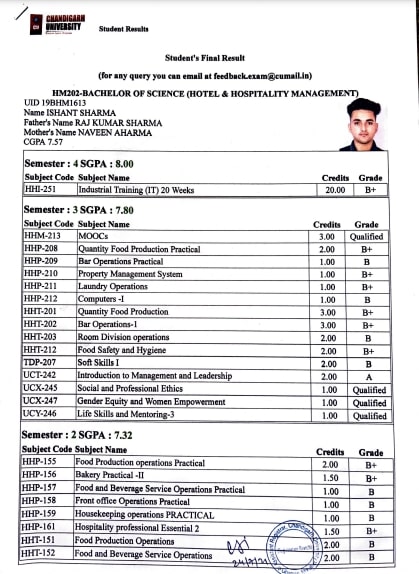 CHANDIGARH
UNIVERSITY
Student Results
Student's Final Result
(for any query you can email at feedback.exam@cumail.in)
HM202-BACHELOR OF SCIENCE (HOTEL & HOSPITALITY MANAGEMENT)
UID 19BHM1613
Name ISHANT SHARMA
Father's Name RAJ KUMAR SHARMA
Mother's Name NAVEEN AHARMA
CGPA 7.57
Semester : 4 SGPA : 8.00
Subject Code Subject Name Credits Grade
HHI-251 Industrial Training (IT) 20 Weeks 20.00 B+
Semester : 3 SGPA : 7.80
Subject Code Subject Name Credits Grade
HHM-213 MOOCs 3.00 Qualified
HHP-208 Quantity Food Production Practical 2.00 B+
HHP-209 Bar Operations Practical 1.00 B
HHP-210 Property Management System 1.00 B+
HHP-211 Laundry Operations 1.00 B+
HHP-212 Computers -I 1.00 B
HHT-201 Quantity Food Production 3.00 B+
HHT-202 Bar Operations-1 3.00 B+
HHT-203 Room Division operations 2.00 B
HHT-212 Food Safety and Hygiene 2.00 B+
TDP-207 Soft Skills I 2.00 B
UCT-242 Introduction to Management and Leadership 2.00 A
UCX-245 Social and Professional Ethics 1.00 Qualified
UCX-247 Gender Equity and Women Empowerment 1.00 Qualified
UCY-246 Life Skills and Mentoring-3 1.00 Qualified
Semester : 2 SGPA : 7.32
Subject Code Subject Name Credits Grade
HHP-155 Food Production operations Practical 2.00 B+
HHP-156 Bakery Practical -II 1.50 B+
HHP-157 Food and Beverage Service Operations Practical 1.00 B
HHP-158 Front office Operations Practical 1.00 B
HHP-159 Housekeeping operations PRACTICAL 1.00 B
HHP-161 Hospitality professional Essential 2 1.50 B+
HHT-151 Food Production Operations 2.00 B
HHT-152 Food and Beverage Service Operations 2.00 B